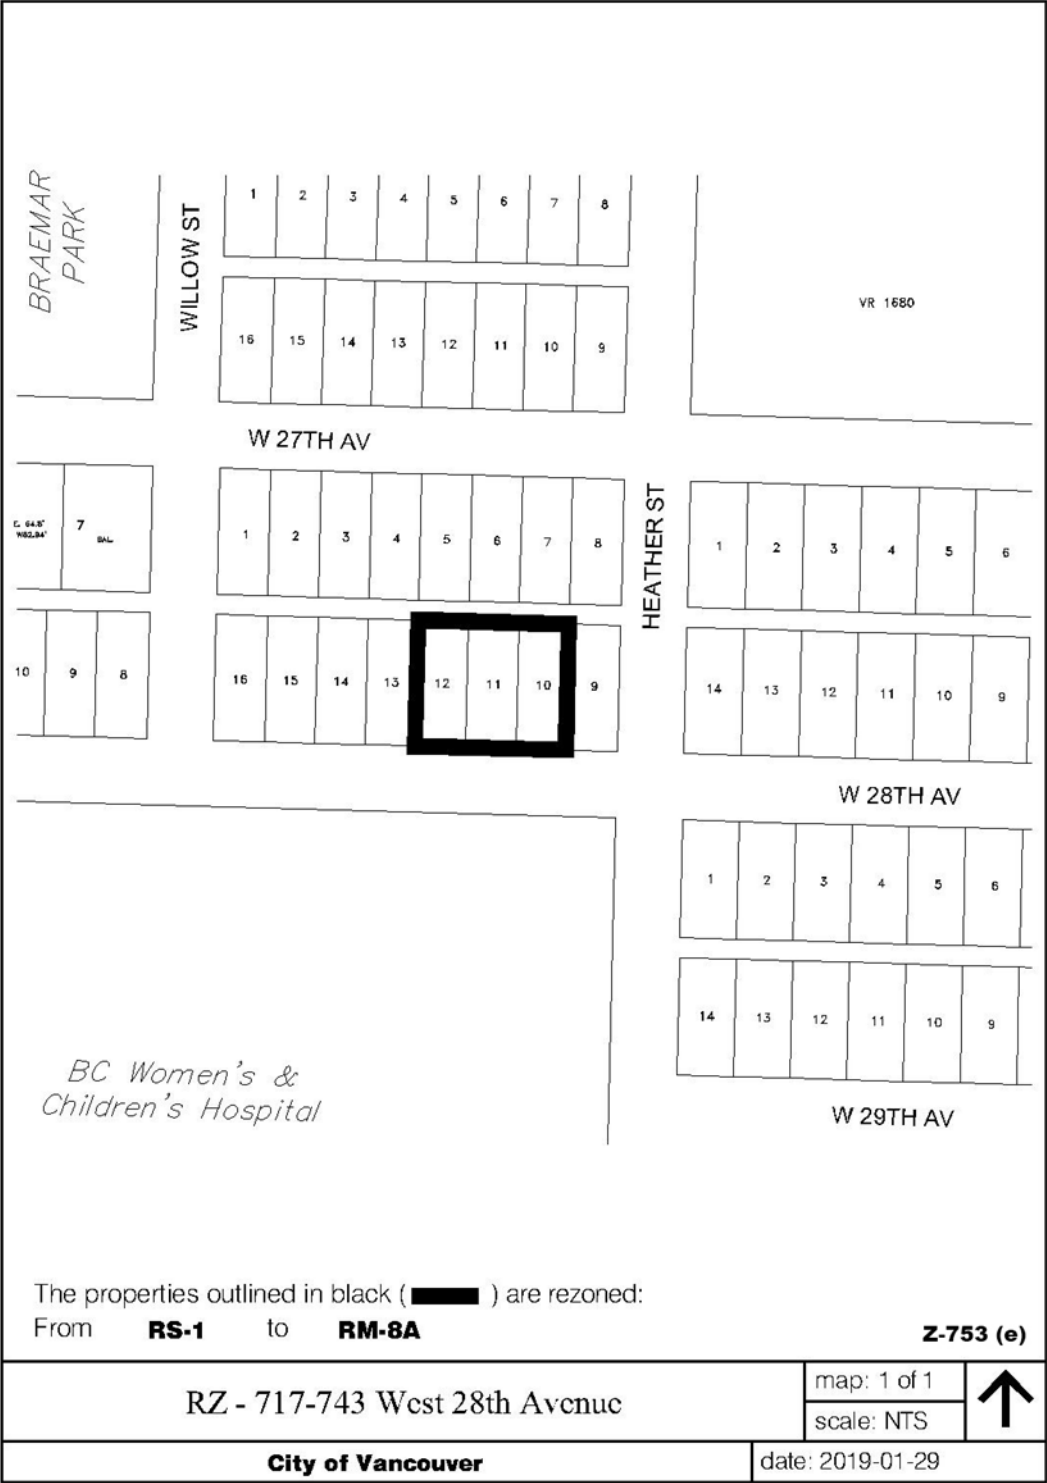 BRAEMAR
PARK
WILLOW ST
1 2 3 4 5 6 7 8
VR 1680
16 15 14 13 12 11 10 9
W 27TH AV
HEATHER ST
7
BAL.
1 2 3 4 5 6 7 8
1 2 3 4 5 6
10 9 8
16 15 14 13 12 11 10 9
14 13 12 11 10 9
W 28TH AV
1 2 3 4 5 6
14 13 12 11 10 9
BC Women's &
Children's Hospital
W 29TH AV
The properties outlined in black ( ) are rezoned:
From RS-1 to RM-8A
Z-753 (e)
RZ - 717-743 West 28th Avenue
map: 1 of 1
scale: NTS
City of Vancouver
date: 2019-01-29